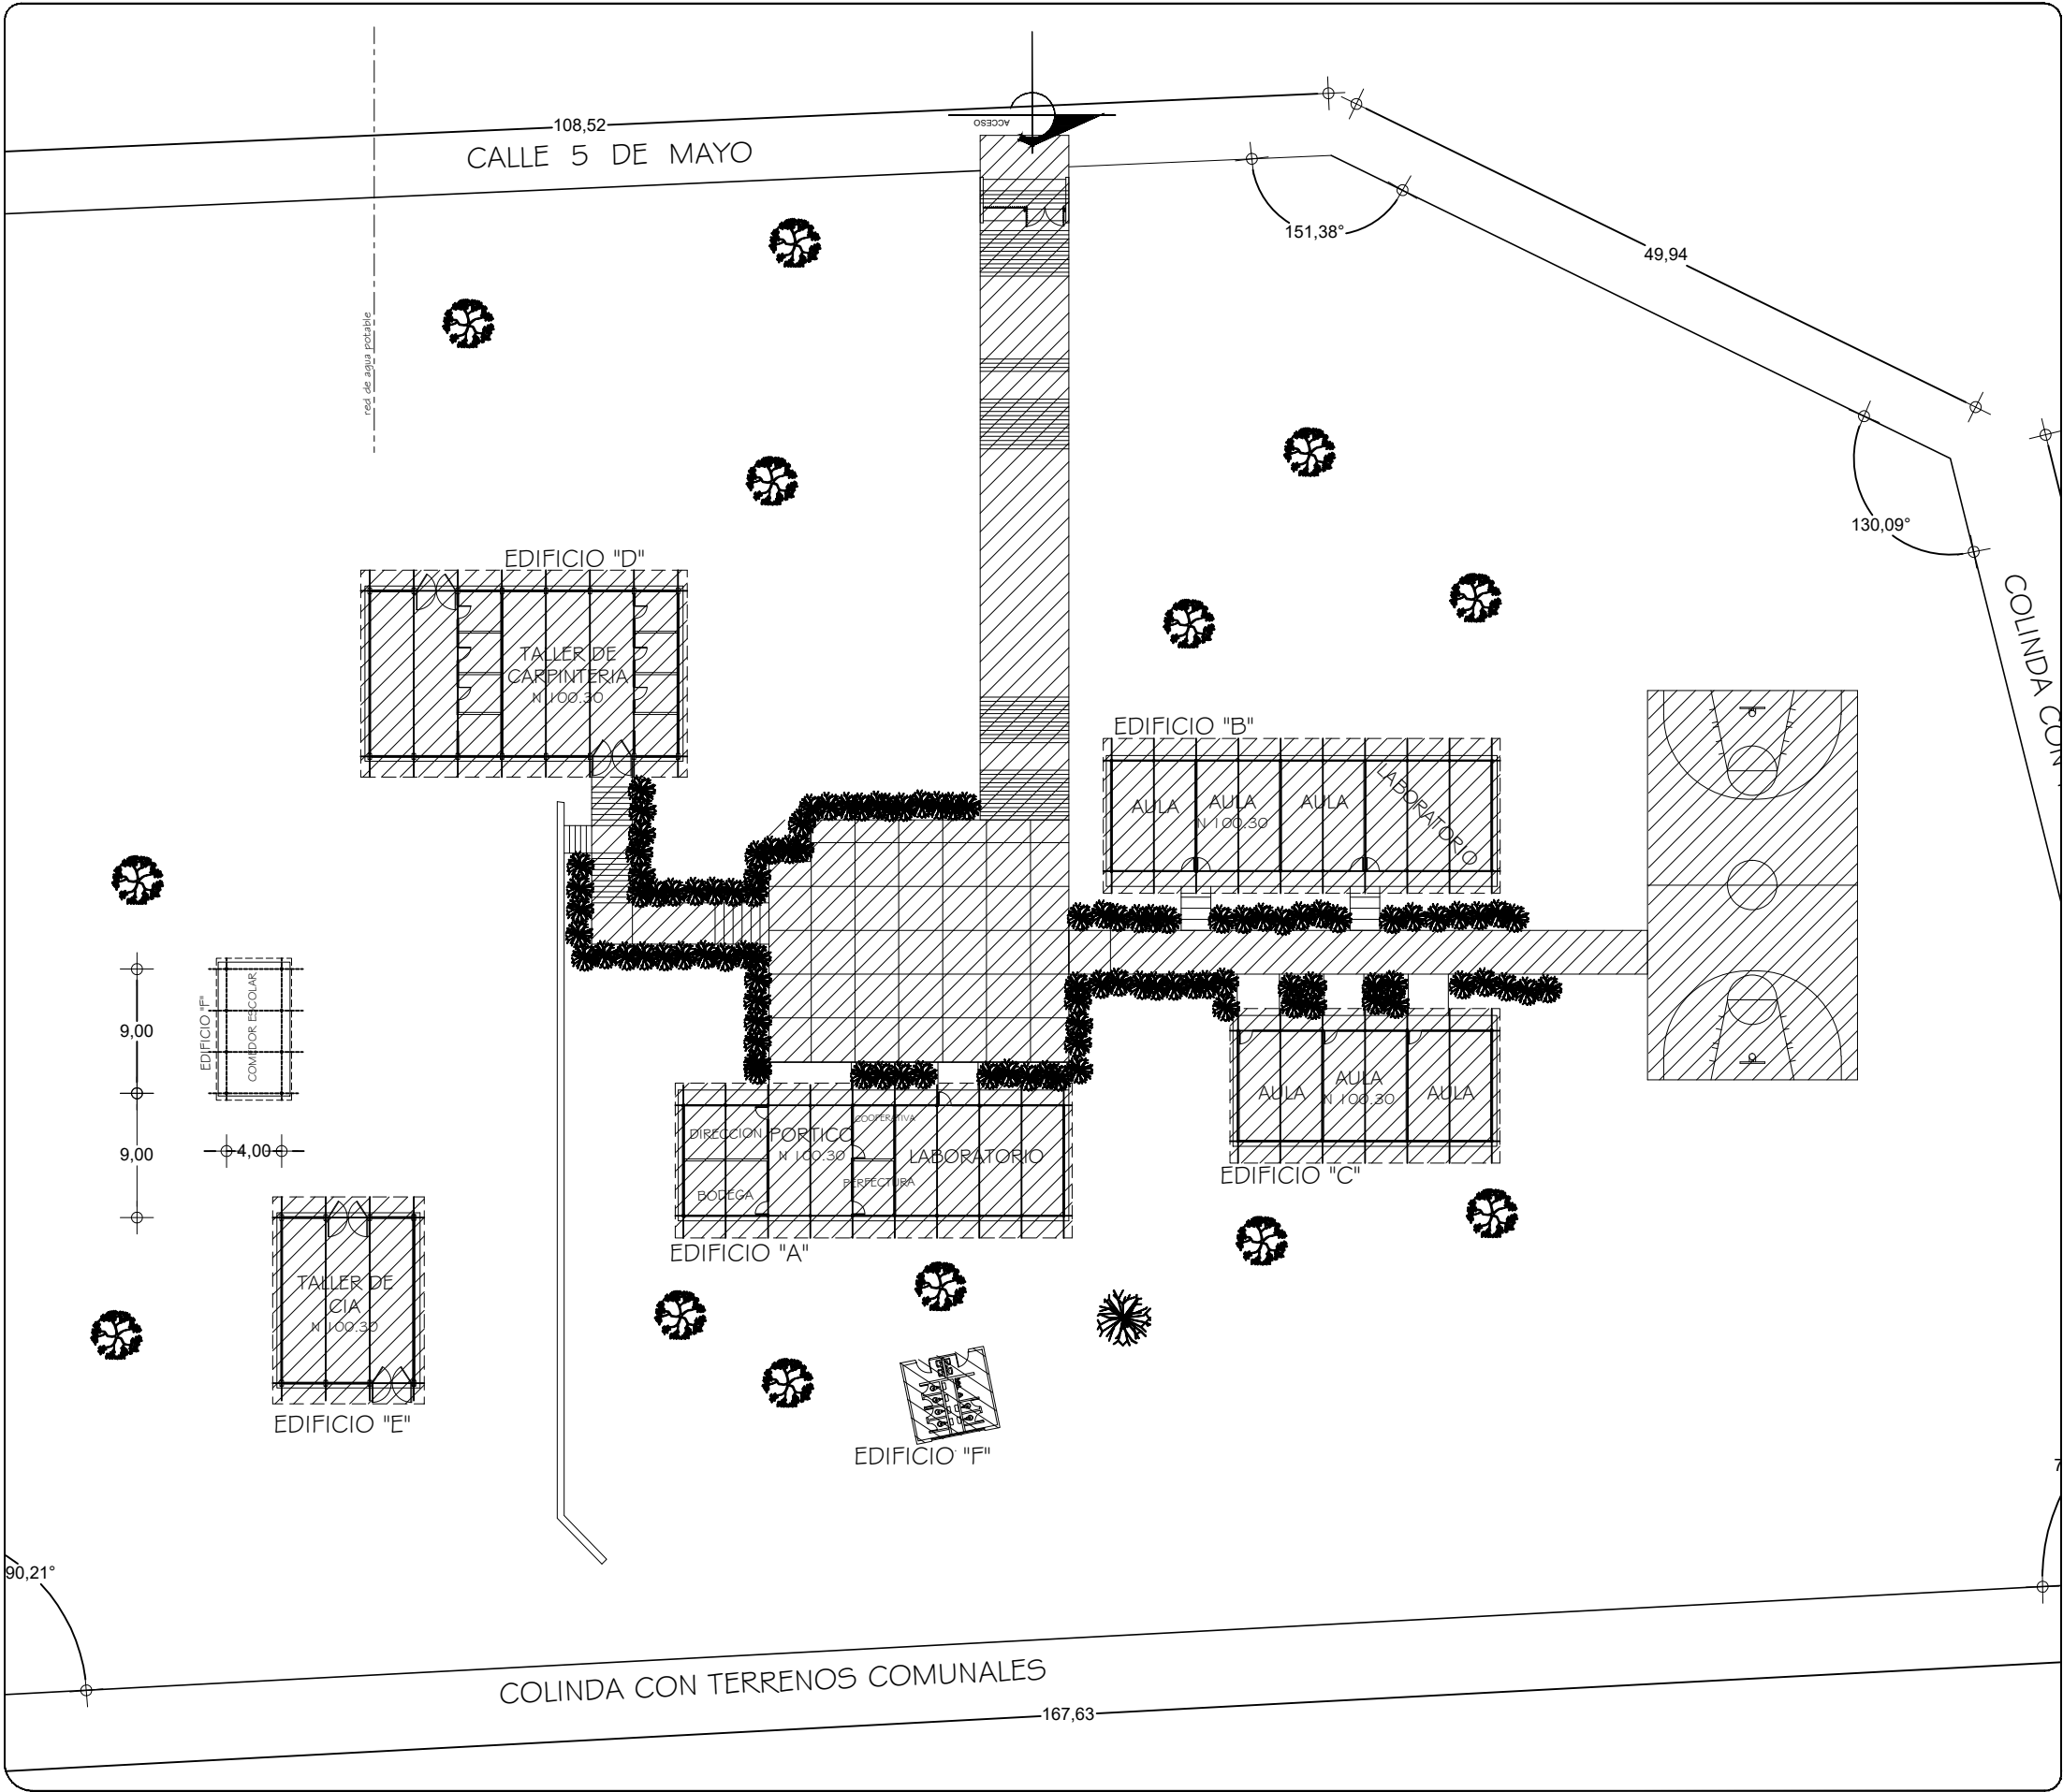 108,52
CALLE 5 DE MAYO
ACCESO
151,38°
49,94
130,09°
red de agua potable
COLINDA CON
EDIFICIO "D"
TALLER DE
CARPINTERIA
N 100.30
EDIFICIO "B"
AULA
AULA
N 100.30
AULA
LABORATORIO
EDIFICIO "F"
COMEDOR ESCOLAR
9,00
9,00
4,00
DIRECCION
PORTICO
N 100.30
COOPERATIVA
LABORATORIO
BODEGA
PERFECTURA
EDIFICIO "A"
AULA
AULA
N 100.30
AULA
EDIFICIO "C"
TALLER DE
CIA
N 100.30
EDIFICIO "E"
EDIFICIO "F"
90,21°
7
COLINDA CON TERRENOS COMUNALES
167,63